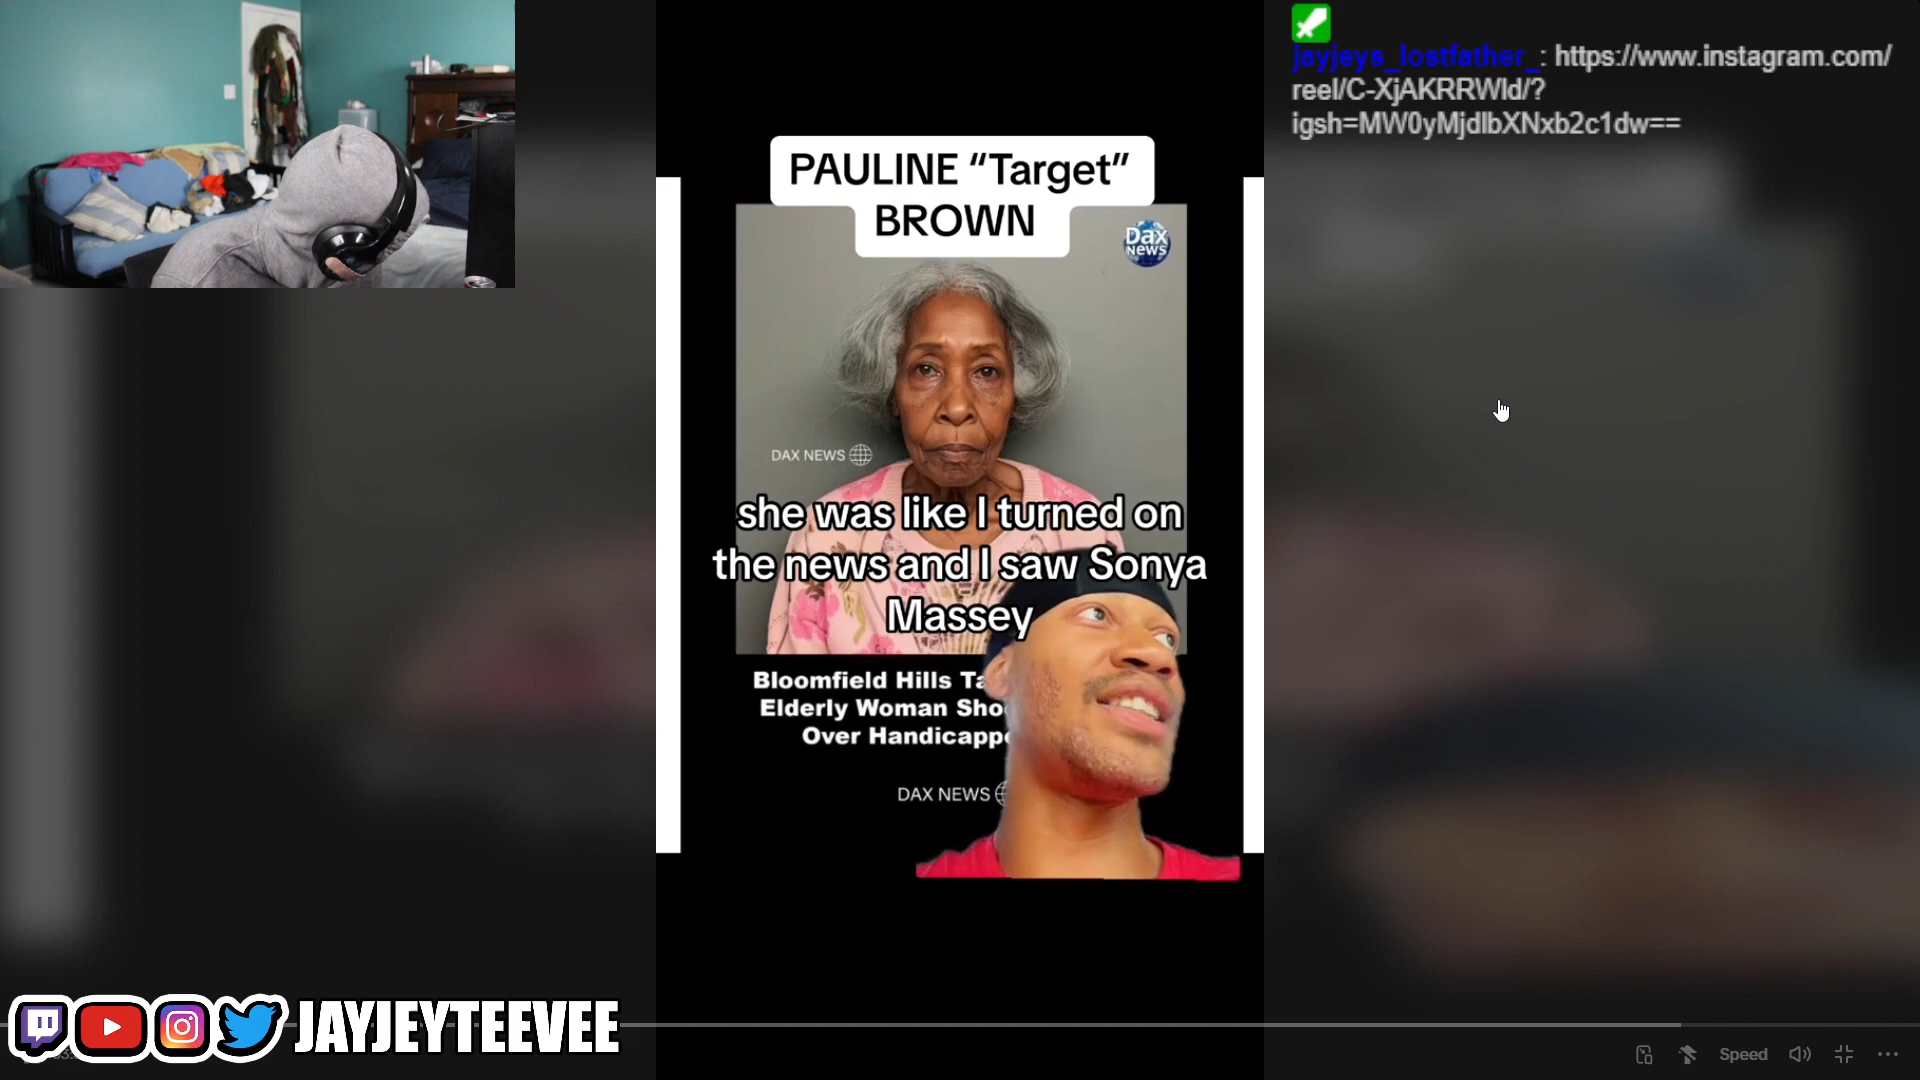 jayjeys_lostfather_: https://www.instagram.com/
reel/C-XjAKRRWld/?
igsh=MW0yMjdlbXNxb2c1dw==
PAULINE “Target”
BROWN
Dax
News
DAX NEWS
she was like I turned on
the news and I saw Sonya
Massey
Bloomfield Hills Ta
Elderly Woman Sho
Over Handicapp
DAX NEWS
JAYJEYTEEVEE
Speed